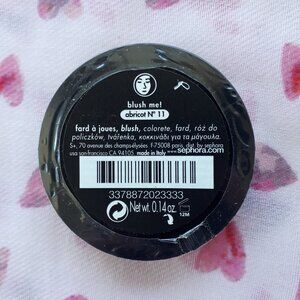 blush me!
abricot N° 11
fard à joues, blush, colorete, fard, róż do
policzków, tvářenka, κοκκινάδι για τα μάγουλα.
S+, 70 avenue des champs-élysées f-75008 paris. dist. by sephora
usa san-francisco CA 94105. made in Italy www.sephora.com
3378872023333
℮ Net wt. 0.14 oz.
12M